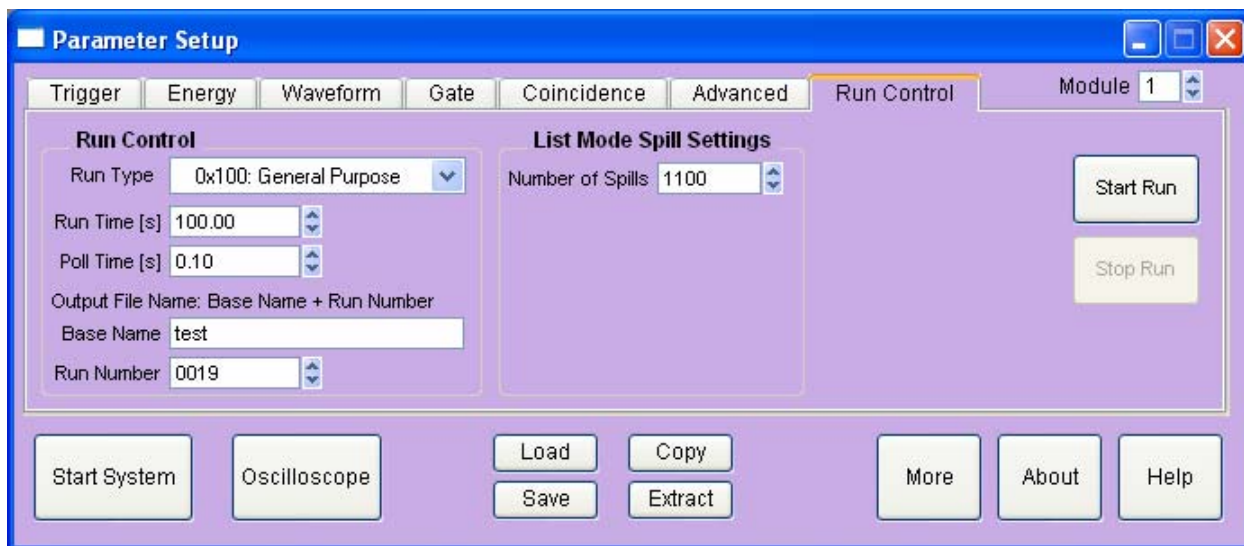 Parameter Setup
Trigger Energy Waveform Gate Coincidence Advanced Run Control Module 1
Run Control
Run Type 0x100: General Purpose
Run Time [s] 100.00
Poll Time [s] 0.10
Output File Name: Base Name + Run Number
Base Name test
Run Number 0019
List Mode Spill Settings
Number of Spills 1100
Start Run
Stop Run
Start System Oscilloscope Load Copy More About Help
Save Extract